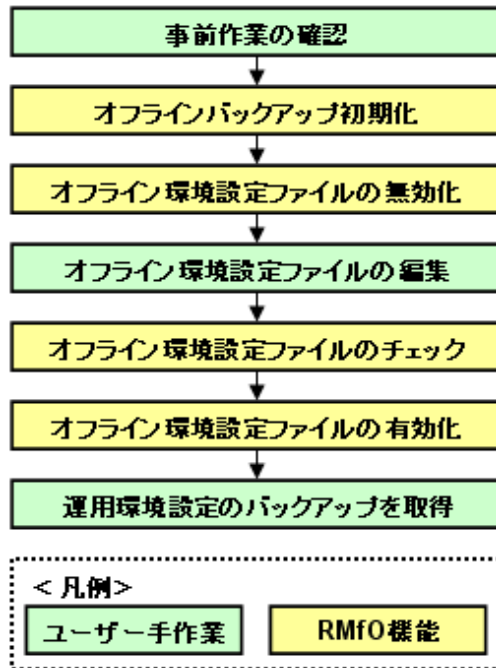 事前作業の確認
オフラインバックアップ初期化
オフライン環境設定ファイルの無効化
オフライン環境設定ファイルの編集
オフライン環境設定ファイルのチェック
オフライン環境設定ファイルの有効化
運用環境設定のバックアップを取得
<凡例>
ユーザー手作業
RMfO機能